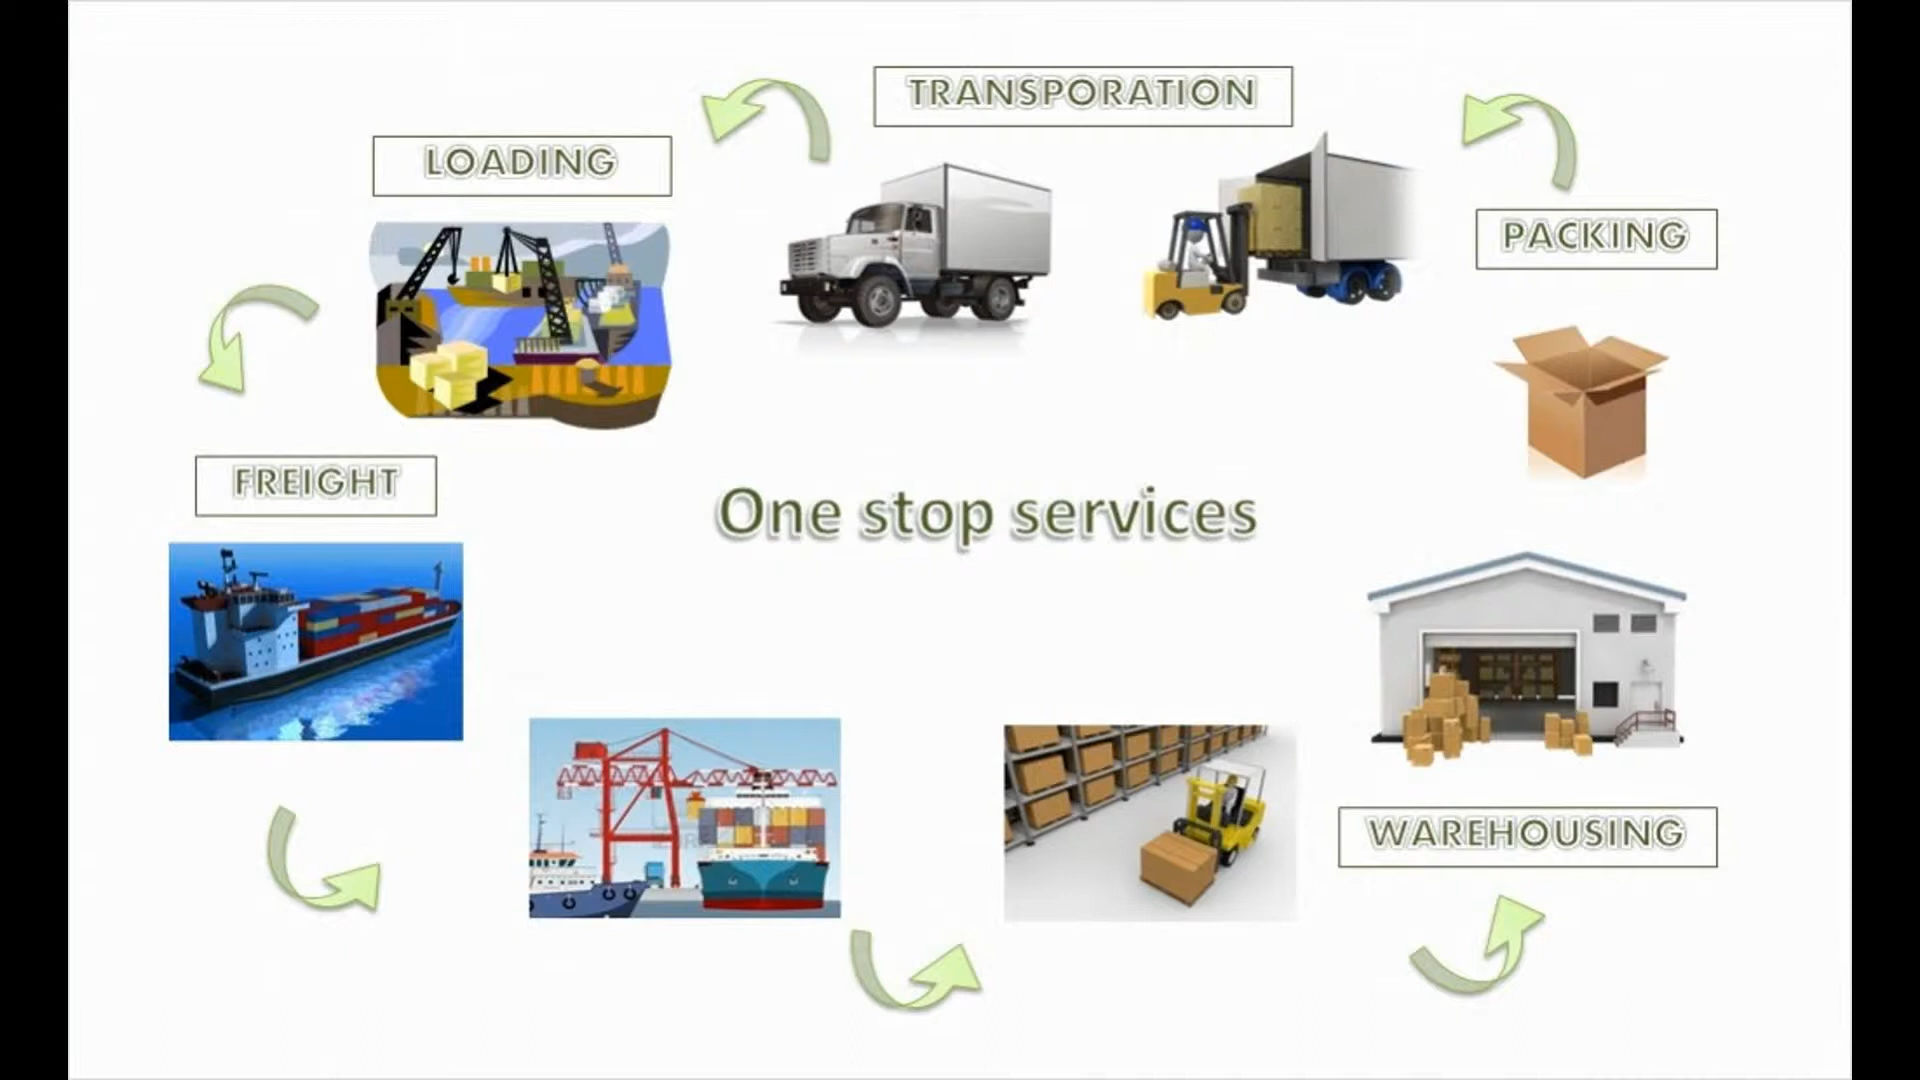 TRANSPORATION
LOADING
PACKING
FREIGHT
One stop services
WAREHOUSING